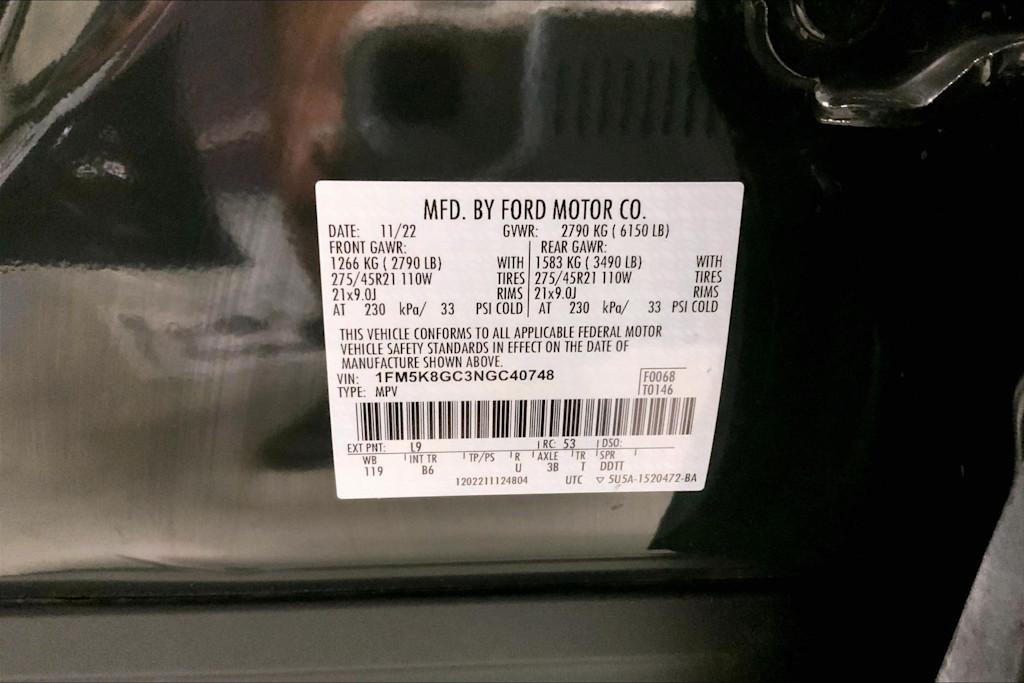 MFD. BY FORD MOTOR CO.
DATE: 11/22 GVWR: 2790 KG ( 6150 LB)
FRONT GAWR: REAR GAWR:
1266 KG ( 2790 LB) WITH 1583 KG ( 3490 LB) WITH
275/45R21 110W TIRES 275/45R21 110W TIRES
21x9.0J RIMS 21x9.0J RIMS
AT 230 kPa/ 33 PSI COLD AT 230 kPa/ 33 PSI COLD
THIS VEHICLE CONFORMS TO ALL APPLICABLE FEDERAL MOTOR
VEHICLE SAFETY STANDARDS IN EFFECT ON THE DATE OF
MANUFACTURE SHOWN ABOVE.
VIN: 1FM5K8GC3NGC40748 F0068
TYPE: MPV T0146
EXT PNT: L9 RC: 53 DSO:
WB INT TR TP/PS R AXLE TR SPR
119 B6 U 3B T DDTT
1202211124804 UTC ▽ 5U5A-1520472-BA